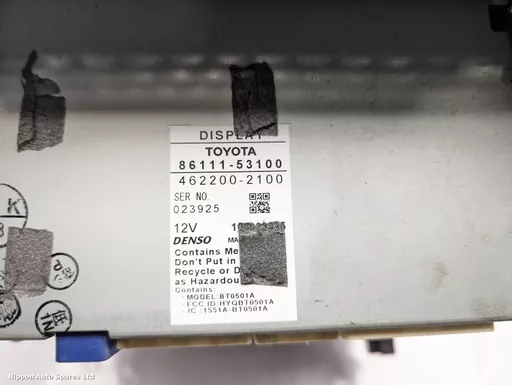 DISPLAY
TOYOTA
86111-53100
462200-2100
SER NO.
023925
12V
DENSO MA
Contains Me
Don't Put in
Recycle or D
as Hazardou
Contains:
- MODEL:BT0501A
- FCC ID:HYQBT0501A
- IC :1551A-BT0501A
K
P
Nippon Auto Spares Ltd